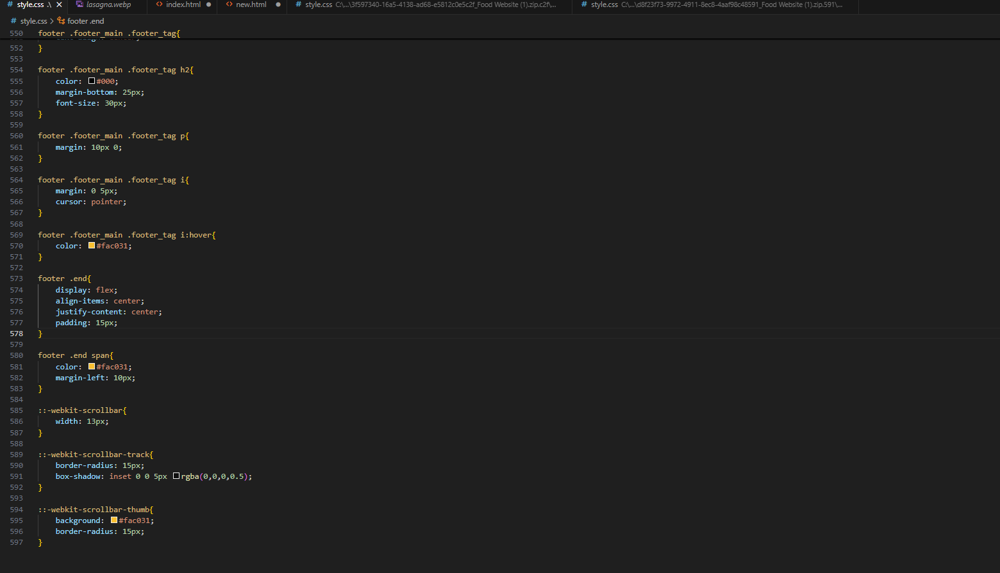 style.css .\ lasagna.webp index.html new.html style.css C:\...\3f597340-16a5-4138-ad68-e5812c0e5c2f_Food Website (1).zip.c2f\... style.css C:\...\d8f23f73-9972-4911-8ec8-4aaf98c48591_Food Website (1).zip.591\...
# style.css > footer .end
550 footer .footer_main .footer_tag{
552 }
553
554 footer .footer_main .footer_tag h2{
555 color: #000;
556 margin-bottom: 25px;
557 font-size: 30px;
558 }
559
560 footer .footer_main .footer_tag p{
561 margin: 10px 0;
562 }
563
564 footer .footer_main .footer_tag i{
565 margin: 0 5px;
566 cursor: pointer;
567 }
568
569 footer .footer_main .footer_tag i:hover{
570 color: #fac031;
571 }
572
573 footer .end{
574 display: flex;
575 align-items: center;
576 justify-content: center;
577 padding: 15px;
578 }
579
580 footer .end span{
581 color: #fac031;
582 margin-left: 10px;
583 }
584
585 ::-webkit-scrollbar{
586 width: 13px;
587 }
588
589 ::-webkit-scrollbar-track{
590 border-radius: 15px;
591 box-shadow: inset 0 0 5px rgba(0,0,0,0.5);
592 }
593
594 ::-webkit-scrollbar-thumb{
595 background: #fac031;
596 border-radius: 15px;
597 }